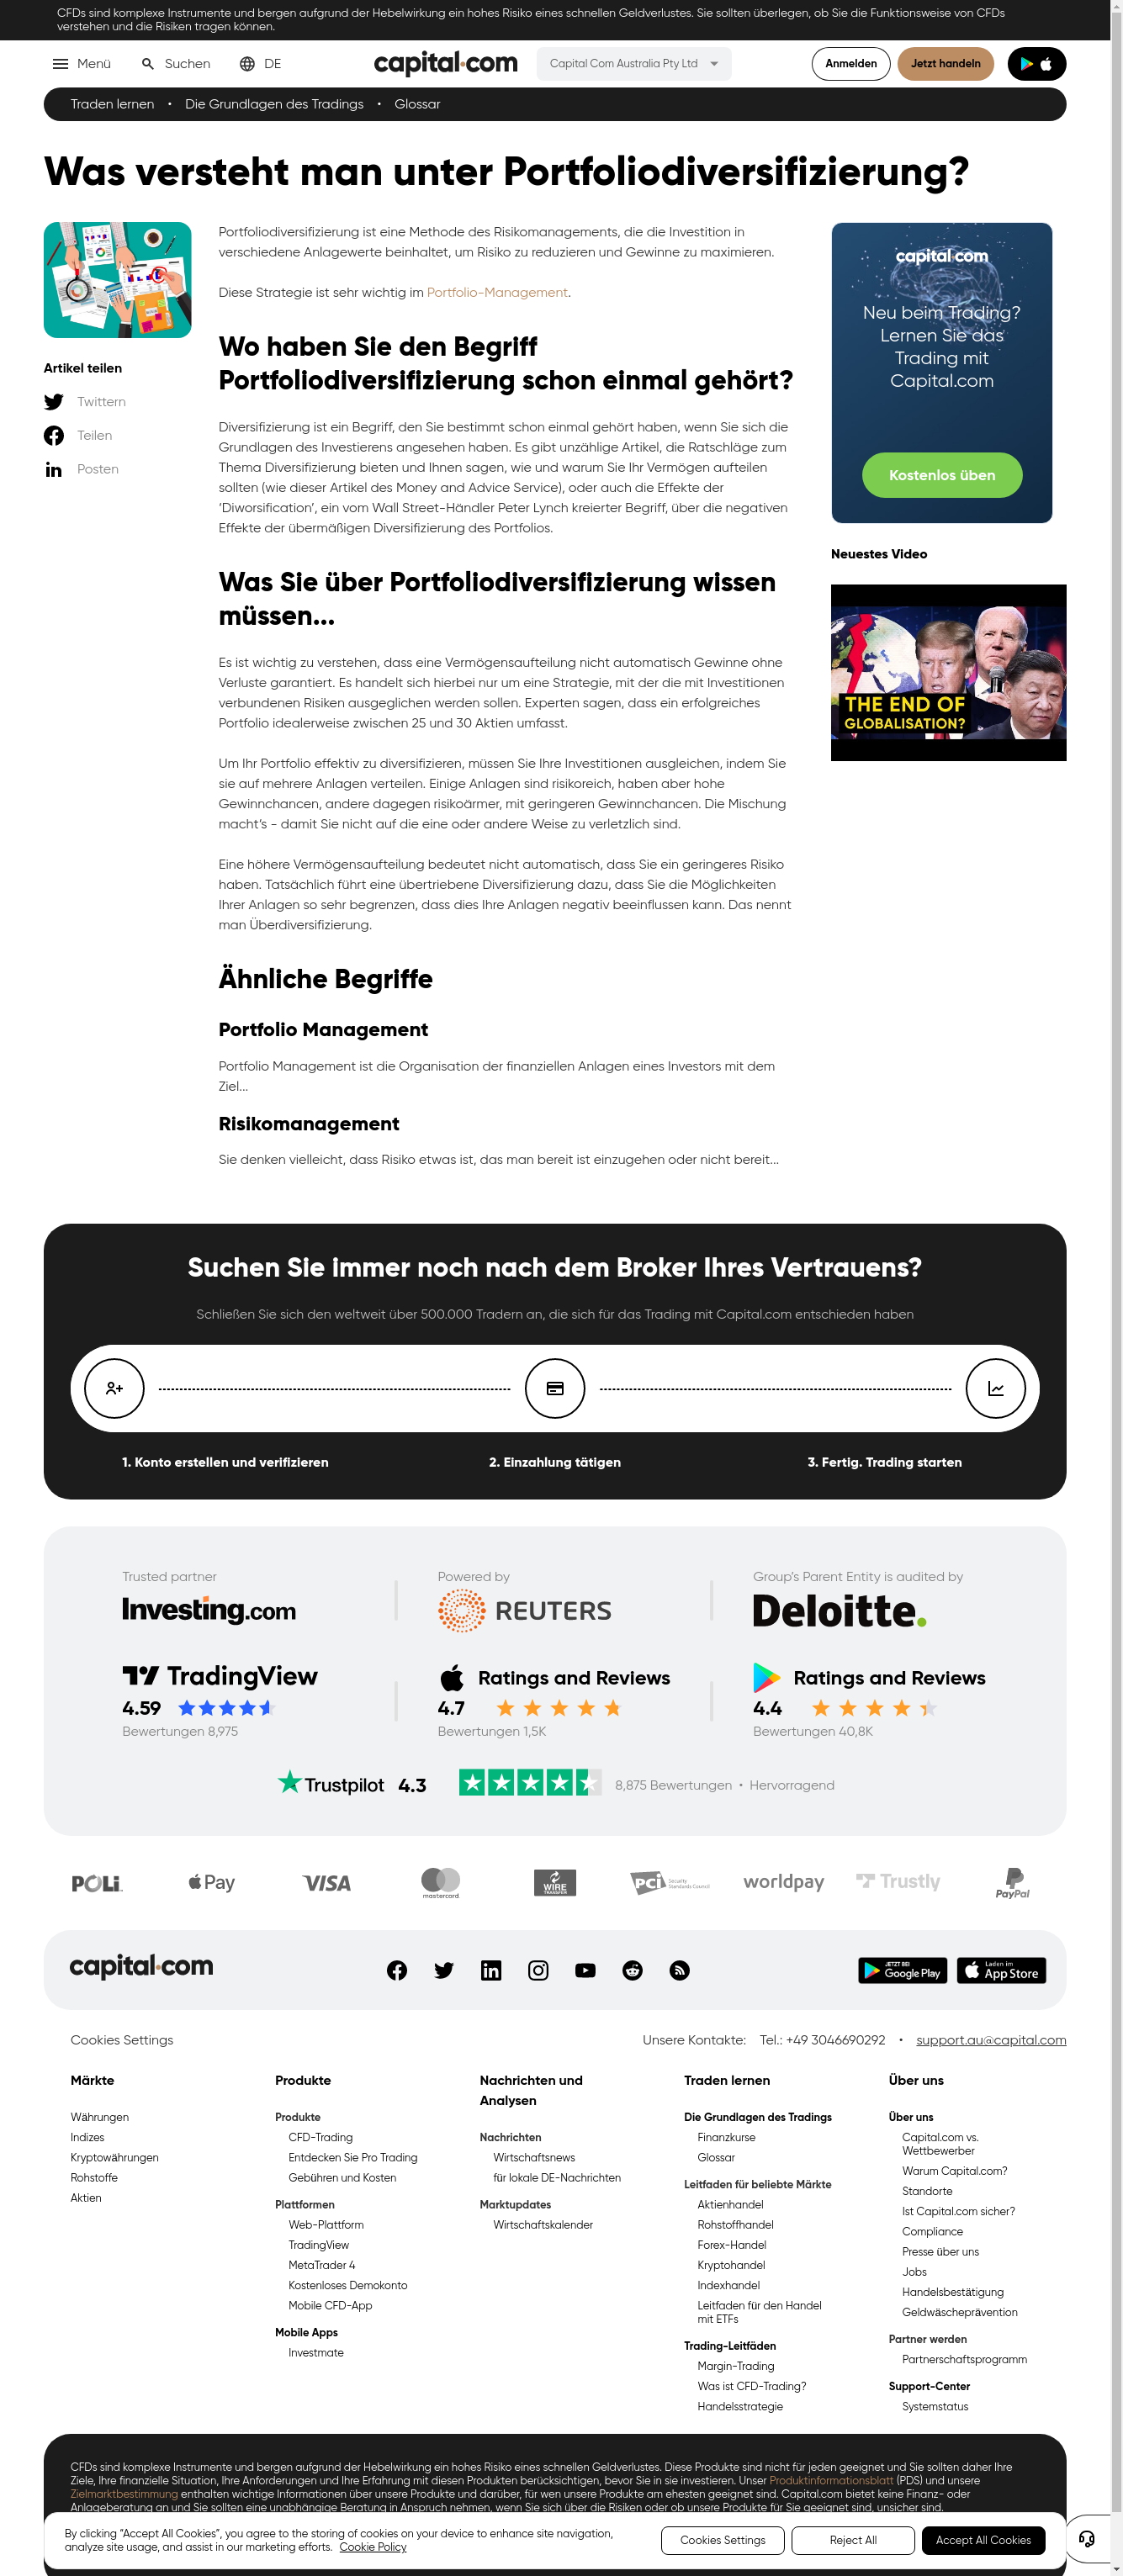 CFDs sind komplexe Instrumente und bergen aufgrund der Hebelwirkung ein hohes Risiko eines schnellen Geldverlustes. Sie sollten überlegen, ob Sie die Funktionsweise von CFDs
verstehen und die Risiken tragen können.
Menü Suchen DE capital.com Capital Com Australia Pty Ltd Anmelden Jetzt handeln
Traden lernen • Die Grundlagen des Tradings • Glossar
Was versteht man unter Portfoliodiversifizierung?
Artikel teilen
Twittern
Teilen
Posten
Portfoliodiversifizierung ist eine Methode des Risikomanagements, die die Investition in
verschiedene Anlagewerte beinhaltet, um Risiko zu reduzieren und Gewinne zu maximieren.
Diese Strategie ist sehr wichtig im Portfolio-Management.
Wo haben Sie den Begriff
Portfoliodiversifizierung schon einmal gehört?
Diversifizierung ist ein Begriff, den Sie bestimmt schon einmal gehört haben, wenn Sie sich die
Grundlagen des Investierens angesehen haben. Es gibt unzählige Artikel, die Ratschläge zum
Thema Diversifizierung bieten und Ihnen sagen, wie und warum Sie Ihr Vermögen aufteilen
sollten (wie dieser Artikel des Money and Advice Service), oder auch die Effekte der
‘Diworsification’, ein vom Wall Street-Händler Peter Lynch kreierter Begriff, über die negativen
Effekte der übermäßigen Diversifizierung des Portfolios.
Was Sie über Portfoliodiversifizierung wissen
müssen...
Es ist wichtig zu verstehen, dass eine Vermögensaufteilung nicht automatisch Gewinne ohne
Verluste garantiert. Es handelt sich hierbei nur um eine Strategie, mit der die mit Investitionen
verbundenen Risiken ausgeglichen werden sollen. Experten sagen, dass ein erfolgreiches
Portfolio idealerweise zwischen 25 und 30 Aktien umfasst.
Um Ihr Portfolio effektiv zu diversifizieren, müssen Sie Ihre Investitionen ausgleichen, indem Sie
sie auf mehrere Anlagen verteilen. Einige Anlagen sind risikoreich, haben aber hohe
Gewinnchancen, andere dagegen risikoärmer, mit geringeren Gewinnchancen. Die Mischung
macht’s - damit Sie nicht auf die eine oder andere Weise zu verletzlich sind.
Eine höhere Vermögensaufteilung bedeutet nicht automatisch, dass Sie ein geringeres Risiko
haben. Tatsächlich führt eine übertriebene Diversifizierung dazu, dass Sie die Möglichkeiten
Ihrer Anlagen so sehr begrenzen, dass dies Ihre Anlagen negativ beeinflussen kann. Das nennt
man Überdiversifizierung.
Ähnliche Begriffe
Portfolio Management
Portfolio Management ist die Organisation der finanziellen Anlagen eines Investors mit dem
Ziel...
Risikomanagement
Sie denken vielleicht, dass Risiko etwas ist, das man bereit ist einzugehen oder nicht bereit...
capital.com
Neu beim Trading?
Lernen Sie das
Trading mit
Capital.com
Kostenlos üben
Neuestes Video
THE END OF
GLOBALISATION?
Suchen Sie immer noch nach dem Broker Ihres Vertrauens?
Schließen Sie sich den weltweit über 500.000 Tradern an, die sich für das Trading mit Capital.com entschieden haben
1. Konto erstellen und verifizieren 2. Einzahlung tätigen 3. Fertig. Trading starten
Trusted partner Powered by Group's Parent Entity is audited by
Investing.com REUTERS Deloitte.
TradingView Ratings and Reviews Ratings and Reviews
4.59 4.7 4.4
Bewertungen 8,975 Bewertungen 1,5K Bewertungen 40,8K
Trustpilot 4.3 8,875 Bewertungen • Hervorragend
POLi Apple Pay VISA mastercard WIRE TRANSFER PCI Security Standards Council worldpay Trustly PayPal
capital.com JETZT BEI Google Play Laden im App Store
Cookies Settings Unsere Kontakte: Tel.: +49 3046690292 • support.au@capital.com
Märkte
Währungen
Indizes
Kryptowährungen
Rohstoffe
Aktien
Produkte
Produkte
CFD-Trading
Entdecken Sie Pro Trading
Gebühren und Kosten
Plattformen
Web-Plattform
TradingView
MetaTrader 4
Kostenloses Demokonto
Mobile CFD-App
Mobile Apps
Investmate
Nachrichten und
Analysen
Nachrichten
Wirtschaftsnews
für lokale DE-Nachrichten
Marktupdates
Wirtschaftskalender
Traden lernen
Die Grundlagen des Tradings
Finanzkurse
Glossar
Leitfaden für beliebte Märkte
Aktienhandel
Rohstoffhandel
Forex-Handel
Kryptohandel
Indexhandel
Leitfaden für den Handel
mit ETFs
Trading-Leitfäden
Margin-Trading
Was ist CFD-Trading?
Handelsstrategie
Über uns
Über uns
Capital.com vs.
Wettbewerber
Warum Capital.com?
Standorte
Ist Capital.com sicher?
Compliance
Presse über uns
Jobs
Handelsbestätigung
Geldwäscheprävention
Partner werden
Partnerschaftsprogramm
Support-Center
Systemstatus
CFDs sind komplexe Instrumente und bergen aufgrund der Hebelwirkung ein hohes Risiko eines schnellen Geldverlustes. Diese Produkte sind nicht für jeden geeignet und Sie sollten daher Ihre
Ziele, Ihre finanzielle Situation, Ihre Anforderungen und Ihre Erfahrung mit diesen Produkten berücksichtigen, bevor Sie in sie investieren. Unser Produktinformationsblatt (PDS) und unsere
Zielmarktbestimmung enthalten wichtige Informationen über unsere Produkte und darüber, für wen unsere Produkte am ehesten geeignet sind. Capital.com bietet keine Finanz- oder
Anlageberatung an und Sie sollten eine unabhängige Beratung in Anspruch nehmen, wenn Sie sich über die Risiken oder ob unsere Produkte für Sie geeignet sind, unsicher sind.
By clicking “Accept All Cookies”, you agree to the storing of cookies on your device to enhance site navigation,
analyze site usage, and assist in our marketing efforts. Cookie Policy
Cookies Settings Reject All Accept All Cookies